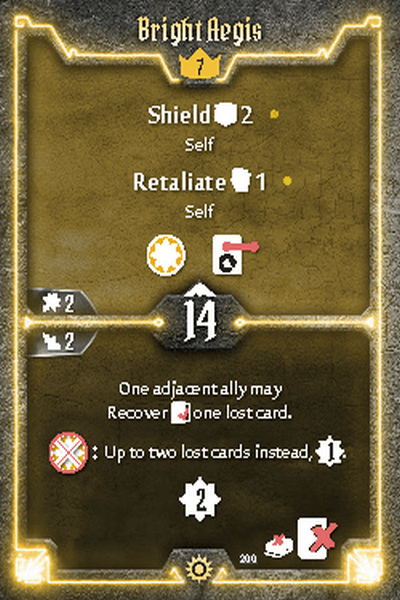 Bright Aegis
7
Shield 2
Self
Retaliate 1
Self
2
14
2
One adjacent ally may
Recover one lost card.
: Up to two lost cards instead, 1
2
200